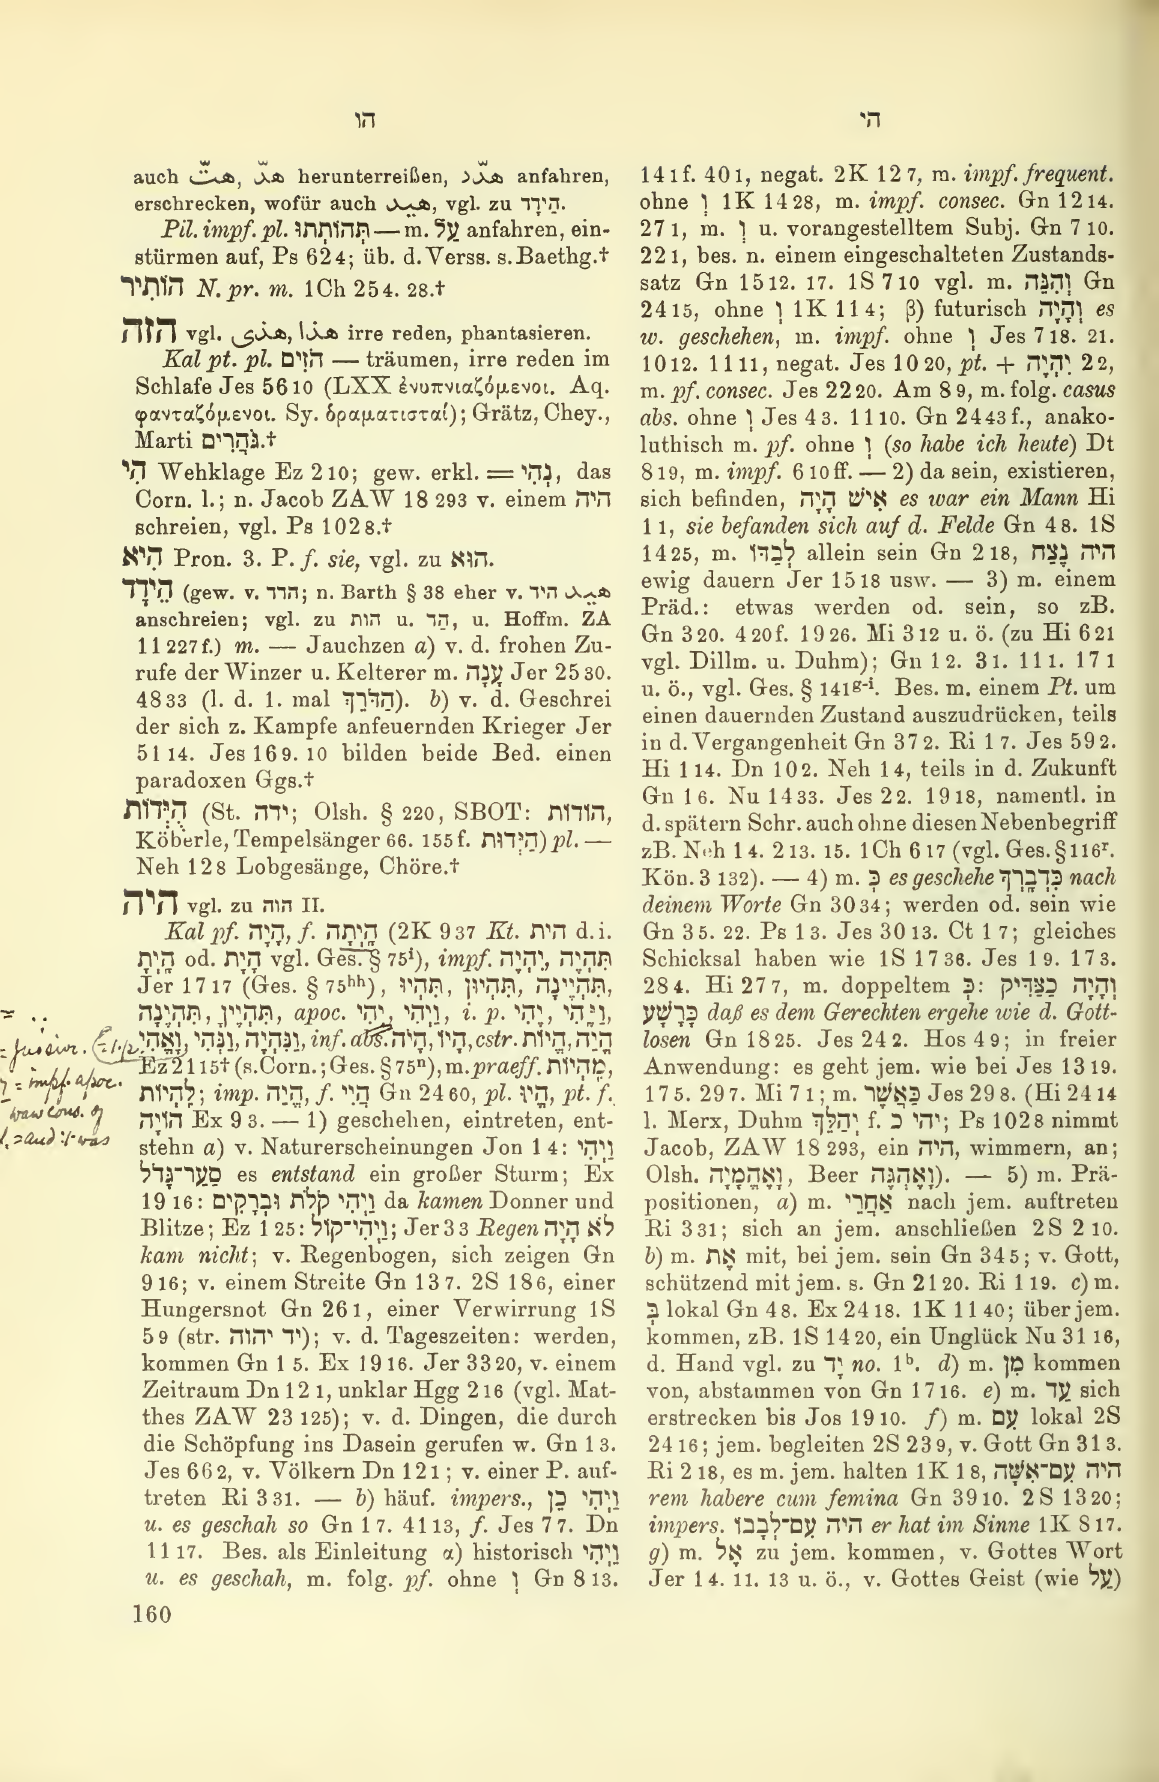 הו
הי
auch هتّ, هدّ herunterreißen, هدّد anfahren,
erschrecken, wofür auch هيد, vgl. zu הֵידָד.
Pil. impf. pl. תְּהוֹתְתוּ — m. עַל anfahren, ein-
stürmen auf, Ps 62 4; üb. d. Verss. s. Baethg.†
הוֹתִיר N. pr. m. 1Ch 25 4. 28.†
הזה vgl. هذا, هذى irre reden, phantasieren.
Kal pt. pl. הֹזִים — träumen, irre reden im
Schlafe Jes 56 10 (LXX ἐνυπνιαζόμενοι. Aq.
φανταζόμενοι. Sy. ὁραματισταί); Grätz, Chey.,
Marti נֹהֲרִים.†
הִי Wehklage Ez 2 10; gew. erkl. = נְהִי, das
Corn. l.; n. Jacob ZAW 18 293 v. einem היה
schreien, vgl. Ps 102 8.†
הִיא Pron. 3. P. f. sie, vgl. zu הוּא.
הֵידָד (gew. v. הדד; n. Barth § 38 eher v. היד هيد
anschreien; vgl. zu הות u. הֵד, u. Hoffm. ZA
11 227f.) m. — Jauchzen a) v. d. frohen Zu-
rufe der Winzer u. Kelterer m. עָנָה Jer 25 30.
48 33 (l. d. 1. mal הַדֹּרֵךְ). b) v. d. Geschrei
der sich z. Kampfe anfeuernden Krieger Jer
51 14. Jes 16 9. 10 bilden beide Bed. einen
paradoxen Ggs.†
הֻיְּדוֹת (St. ידה; Olsh. § 220, SBOT: הוֹדוֹת,
Köberle, Tempelsänger 66. 155 f. הֻיְּדוֹת) pl. —
Neh 12 8 Lobgesänge, Chöre.†
היה vgl. zu הוה II.
Kal pf. הָיָה, f. הָיְתָה (2K 9 37 Kt. הית d. i.
הָיָת od. הָיַת vgl. Ges. § 75ⁱ), impf. יִהְיֶה, תִּהְיֶה
Jer 17 17 (Ges. § 75ʰʰ), תִּהְיוּ, תִּהְיוּן, תִּהְיֶינָה,
תִּהְיֶנָה, תִּהְיֶיןָ, apoc. יְהִי, וַיְהִי, i. p. יֶהִי, וַיֶּהִי,
וָאֱהִי, וַנְּהִי, וַנִּהְיֶה, inf. abs. הָיֹה, הָיוֹ, cstr. הֱיוֹת, הֱיֵה
Ez 21 15† (s. Corn.; Ges. § 75ⁿ), m. praeff. מִהְיוֹת,
לִהְיוֹת; imp. הֱיֵה, f. הֲיִי Gn 24 60, pl. הֱיוּ, pt. f.
הוֹיָה Ex 9 3. — 1) geschehen, eintreten, ent-
stehn a) v. Naturerscheinungen Jon 1 4: וַיְהִי
סַעַר־גָּדוֹל es entstand ein großer Sturm; Ex
19 16: וַיְהִי קֹלֹת וּבְרָקִים da kamen Donner und
Blitze; Ez 1 25: וַיְהִי־קוֹל; Jer 3 3 Regen לֹא הָיָה
kam nicht; v. Regenbogen, sich zeigen Gn
9 16; v. einem Streite Gn 13 7. 2S 18 6, einer
Hungersnot Gn 26 1, einer Verwirrung 1S
5 9 (str. יד יהוה); v. d. Tageszeiten: werden,
kommen Gn 1 5. Ex 19 16. Jer 33 20, v. einem
Zeitraum Dn 12 1, unklar Hgg 2 16 (vgl. Mat-
thes ZAW 23 125); v. d. Dingen, die durch
die Schöpfung ins Dasein gerufen w. Gn 1 3.
Jes 66 2, v. Völkern Dn 12 1; v. einer P. auf-
treten Ri 3 31. — b) häuf. impers., וַיְהִי כֵן
u. es geschah so Gn 1 7. 41 13, f. Jes 7 7. Dn
11 17. Bes. als Einleitung α) historisch וַיְהִי
u. es geschah, m. folg. pf. ohne וְ Gn 8 13.
160
14 1 f. 40 1, negat. 2K 12 7, m. impf. frequent.
ohne וְ 1K 14 28, m. impf. consec. Gn 12 14.
27 1, m. וְ u. vorangestelltem Subj. Gn 7 10.
22 1, bes. n. einem eingeschalteten Zustands-
satz Gn 15 12. 17. 1S 7 10 vgl. m. וְהִנֵּה Gn
24 15, ohne וְ 1K 11 4; β) futurisch וְהָיָה es
w. geschehen, m. impf. ohne וְ Jes 7 18. 21.
10 12. 11 11, negat. Jes 10 20, pt. + יִהְיֶה 2 2,
m. pf. consec. Jes 22 20. Am 8 9, m. folg. casus
abs. ohne וְ Jes 4 3. 11 10. Gn 24 43 f., anako-
luthisch m. pf. ohne וְ (so habe ich heute) Dt
8 19, m. impf. 6 10 ff. — 2) da sein, existieren,
sich befinden, אִישׁ הָיָה es war ein Mann Hi
1 1, sie befanden sich auf d. Felde Gn 4 8. 1S
14 25, m. לְבַדּוֹ allein sein Gn 2 18, היה נֶצַח
ewig dauern Jer 15 18 usw. — 3) m. einem
Präd.: etwas werden od. sein, so zB.
Gn 3 20. 4 20 f. 19 26. Mi 3 12 u. ö. (zu Hi 6 21
vgl. Dillm. u. Duhm); Gn 1 2. 3 1. 11 1. 17 1
u. ö., vgl. Ges. § 141ᵍ⁻ⁱ. Bes. m. einem Pt. um
einen dauernden Zustand auszudrücken, teils
in d. Vergangenheit Gn 37 2. Ri 1 7. Jes 59 2.
Hi 1 14. Dn 10 2. Neh 1 4, teils in d. Zukunft
Gn 1 6. Nu 14 33. Jes 2 2. 19 18, namentl. in
d. spätern Schr. auch ohne diesen Nebenbegriff
zB. Neh 1 4. 2 13. 15. 1Ch 6 17 (vgl. Ges. § 116ʳ.
Kön. 3 132). — 4) m. כְּ es geschehe כִּדְבָרֶךָ nach
deinem Worte Gn 30 34; werden od. sein wie
Gn 3 5. 22. Ps 1 3. Jes 30 13. Ct 1 7; gleiches
Schicksal haben wie 1S 17 36. Jes 1 9. 17 3.
28 4. Hi 27 7, m. doppeltem כְּ: וְהָיָה כַצַּדִּיק
כָּרָשָׁע daß es dem Gerechten ergehe wie d. Gott-
losen Gn 18 25. Jes 24 2. Hos 4 9; in freier
Anwendung: es geht jem. wie bei Jes 13 19.
17 5. 29 7. Mi 7 1; m. כַּאֲשֶׁר Jes 29 8. (Hi 24 14
l. Merx, Duhm יְהַלֵּךְ f. יהי כ׳; Ps 102 8 nimmt
Jacob, ZAW 18 293, ein היה, wimmern, an;
Olsh. וָאֶהֱמָיָה, Beer וָאֶהְגֶּה). — 5) m. Prä-
positionen, a) m. אַחֲרֵי nach jem. auftreten
Ri 3 31; sich an jem. anschließen 2S 2 10.
b) m. אֶת mit, bei jem. sein Gn 34 5; v. Gott,
schützend mit jem. s. Gn 21 20. Ri 1 19. c) m.
בְּ lokal Gn 4 8. Ex 24 18. 1K 11 40; über jem.
kommen, zB. 1S 14 20, ein Unglück Nu 31 16,
d. Hand vgl. zu יָד no. 1ᵇ. d) m. מִן kommen
von, abstammen von Gn 17 16. e) m. עַד sich
erstrecken bis Jos 19 10. f) m. עִם lokal 2S
24 16; jem. begleiten 2S 23 9, v. Gott Gn 31 3.
Ri 2 18, es m. jem. halten 1K 1 8, היה עִם־אִשָּׁה
rem habere cum femina Gn 39 10. 2S 13 20;
impers. היה עִם־לְבָבוֹ er hat im Sinne 1K 8 17.
g) m. אֶל zu jem. kommen, v. Gottes Wort
Jer 1 4. 11. 13 u. ö., v. Gottes Geist (wie עַל)
= jussive.
= impf. apoc.
waw cons. of
= and it was